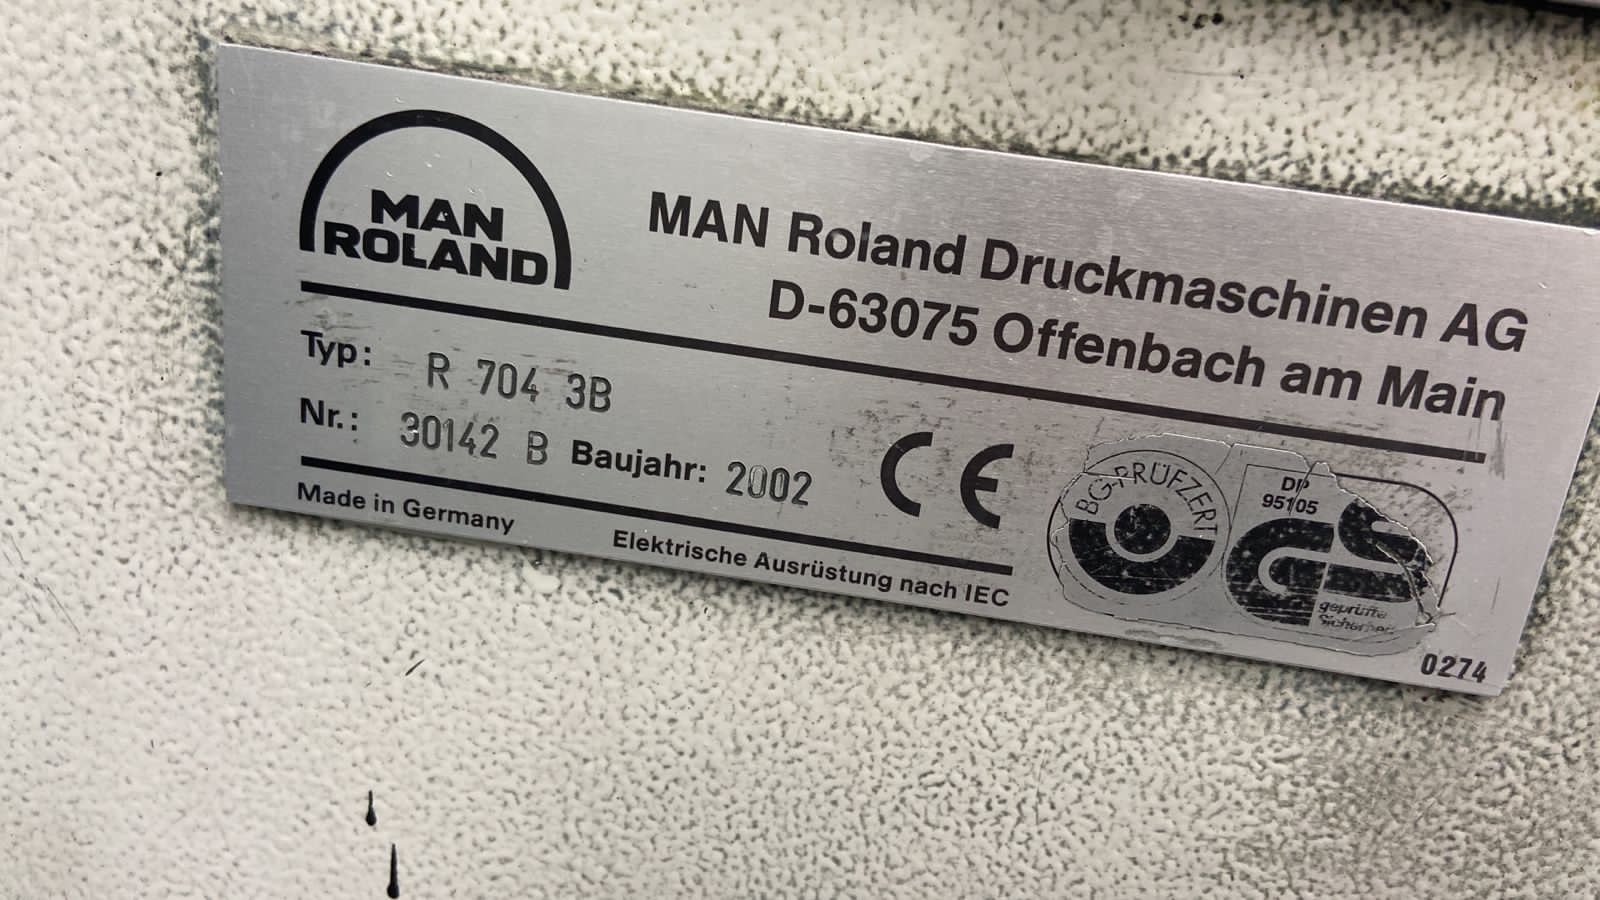 MAN
ROLAND
MAN Roland Druckmaschinen AG
D-63075 Offenbach am Main
Typ: R 704 3B
Nr.: 30142 B Baujahr: 2002
CE
BG-PRÜFZERT
DP
95105
GS
geprüfte
Sicherheit
Made in Germany
Elektrische Ausrüstung nach IEC
0274